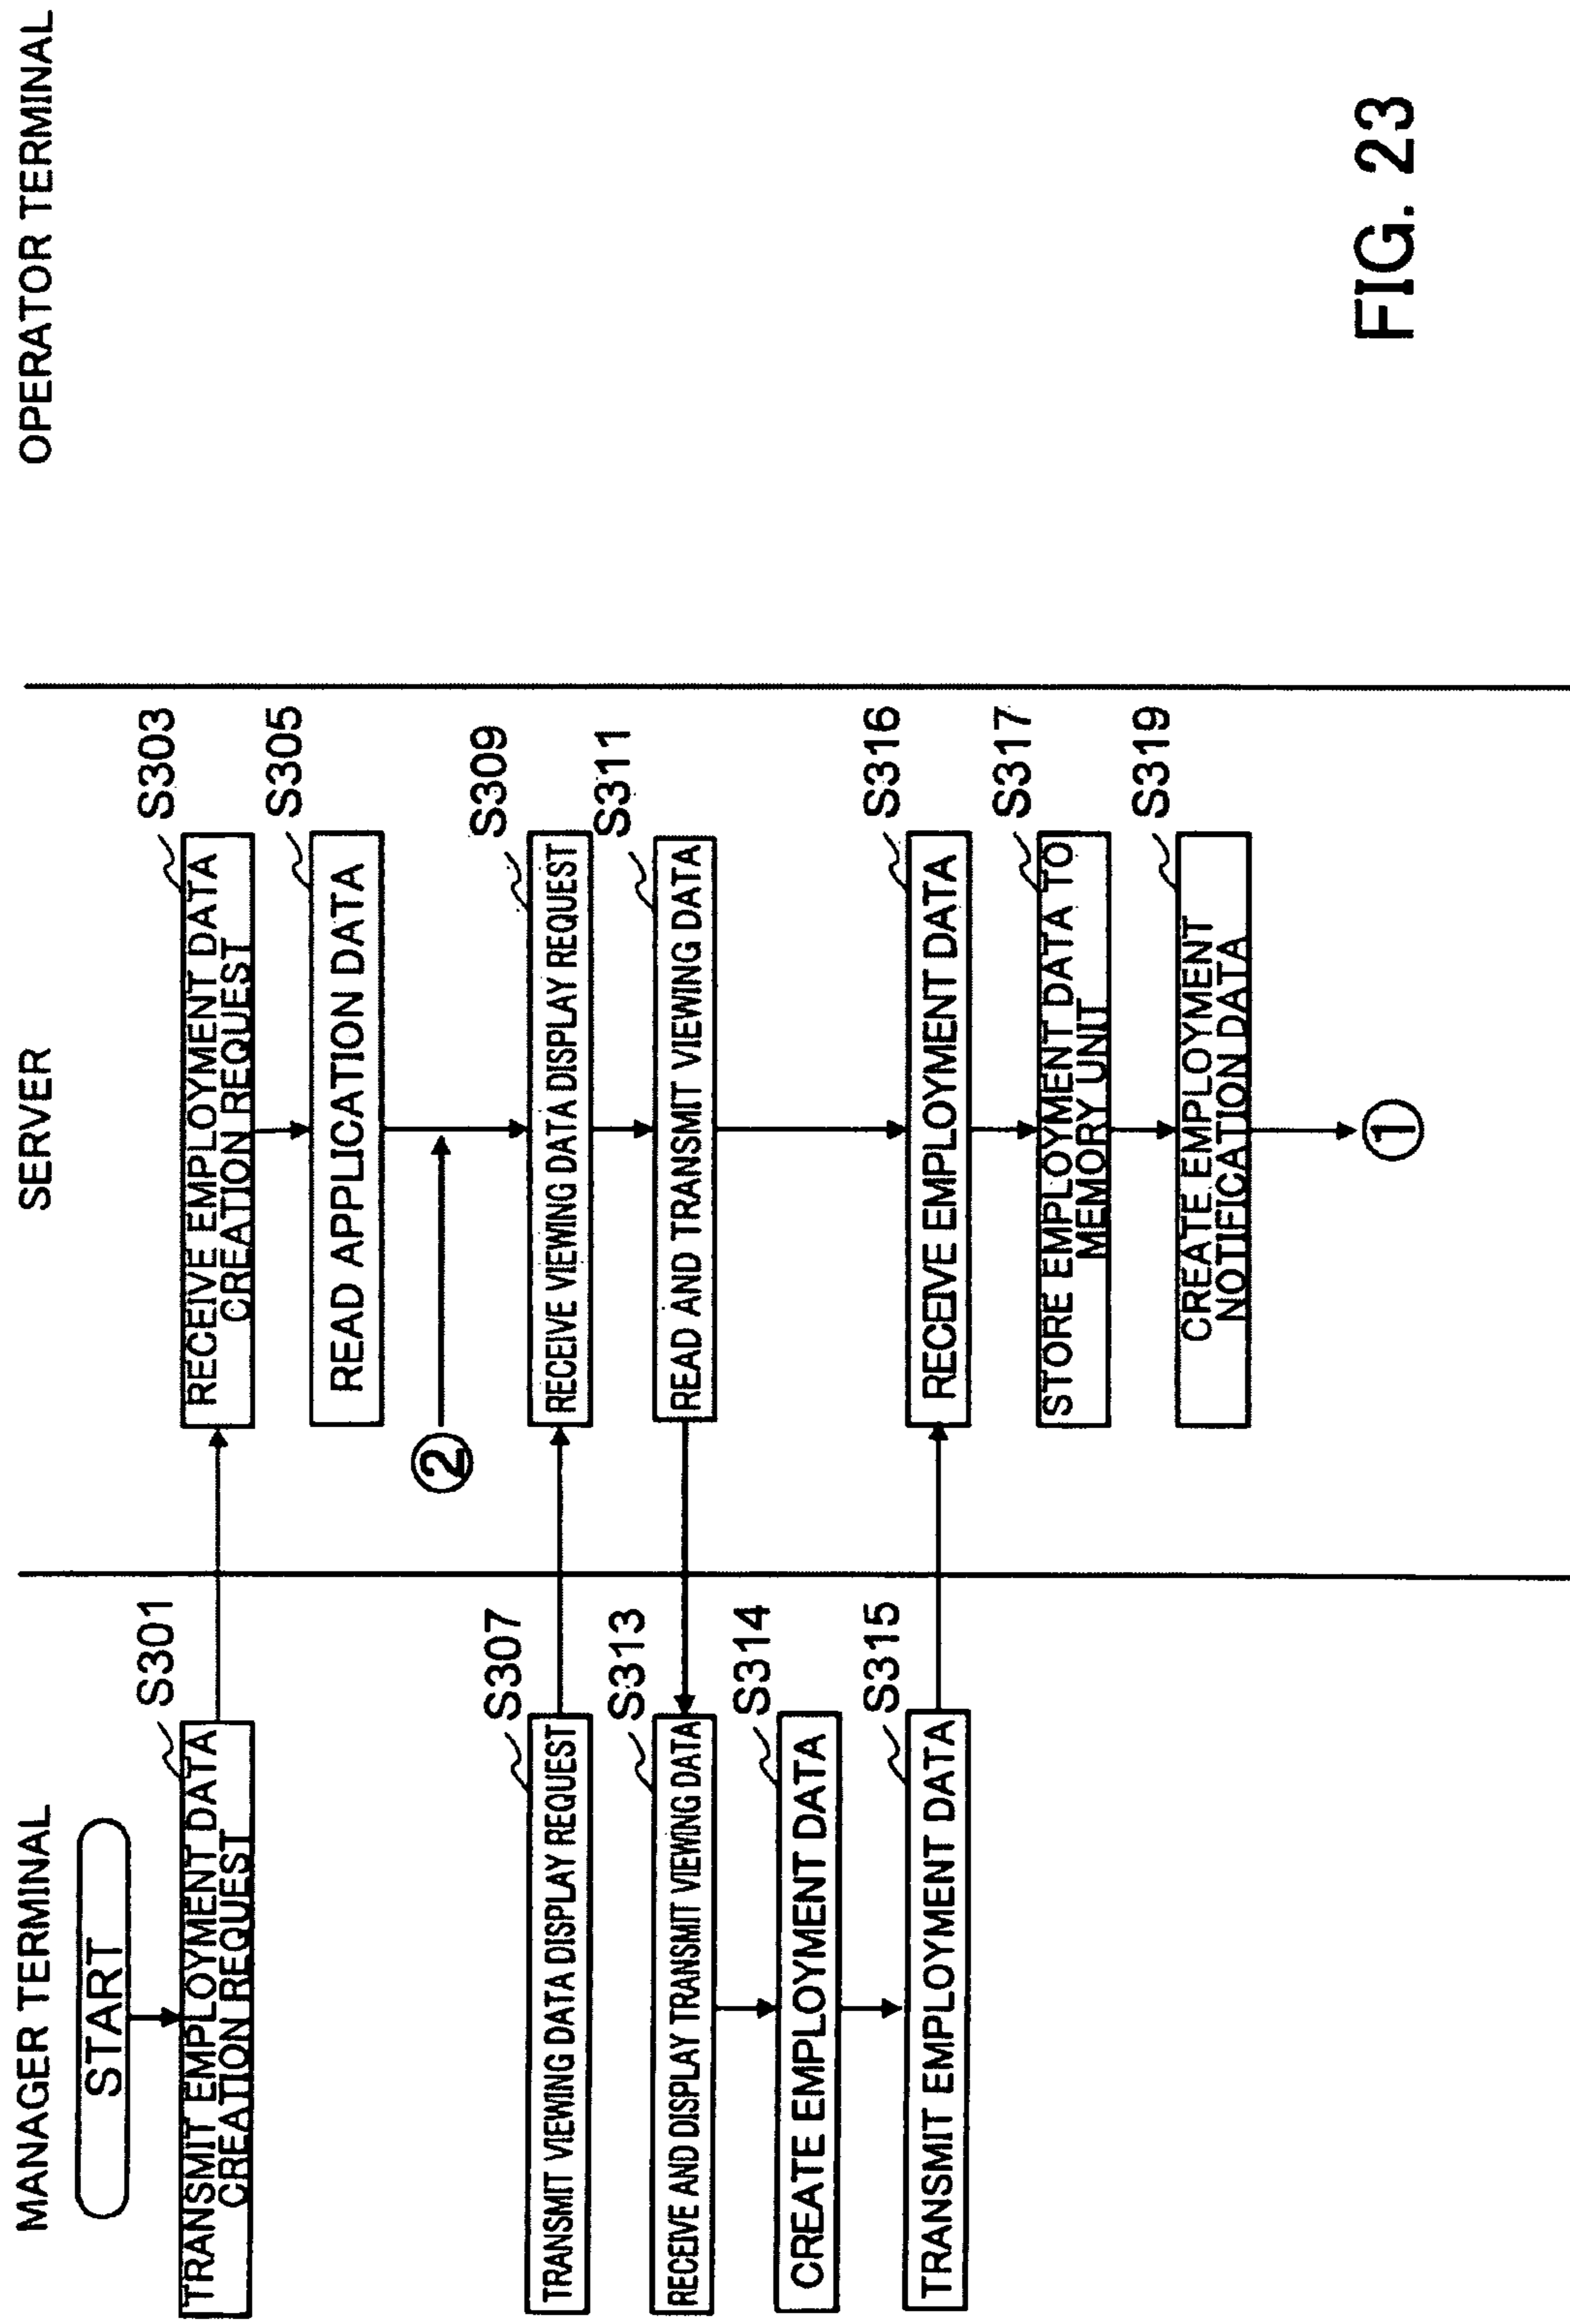 MANAGER TERMINAL
SERVER
OPERATOR TERMINAL
START
S301
TRANSMIT EMPLOYMENT DATA
CREATION REQUEST
S303
RECEIVE EMPLOYMENT DATA
CREATION REQUEST
S305
READ APPLICATION DATA
②
S307
TRANSMIT VIEWING DATA DISPLAY REQUEST
S309
RECEIVE VIEWING DATA DISPLAY REQUEST
S311
READ AND TRANSMIT VIEWING DATA
S313
RECEIVE AND DISPLAY TRANSMIT VIEWING DATA
S314
CREATE EMPLOYMENT DATA
S315
TRANSMIT EMPLOYMENT DATA
S316
RECEIVE EMPLOYMENT DATA
S317
STORE EMPLOYMENT DATA TO
MEMORY UNIT
S319
CREATE EMPLOYMENT
NOTIFICATION DATA
①
FIG. 23